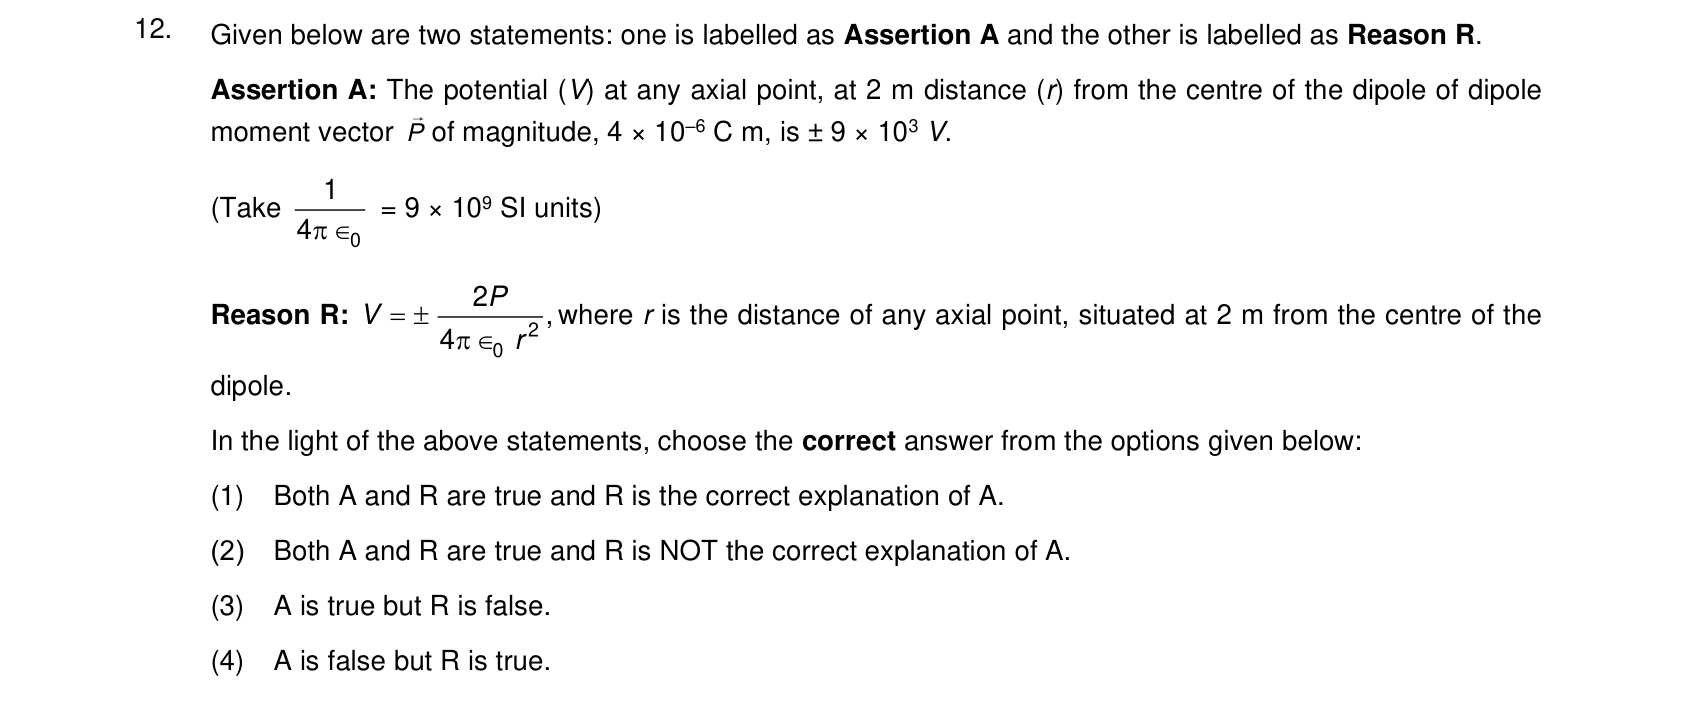 12. Given below are two statements: one is labelled as Assertion A and the other is labelled as Reason R.
Assertion A: The potential (V) at any axial point, at 2 m distance (r) from the centre of the dipole of dipole
moment vector P⃗ of magnitude, 4 × 10⁻⁶ C m, is ± 9 × 10³ V.
(Take 1/(4π ∈₀) = 9 × 10⁹ SI units)
Reason R: V = ± 2P/(4π ∈₀ r²), where r is the distance of any axial point, situated at 2 m from the centre of the
dipole.
In the light of the above statements, choose the correct answer from the options given below:
(1) Both A and R are true and R is the correct explanation of A.
(2) Both A and R are true and R is NOT the correct explanation of A.
(3) A is true but R is false.
(4) A is false but R is true.